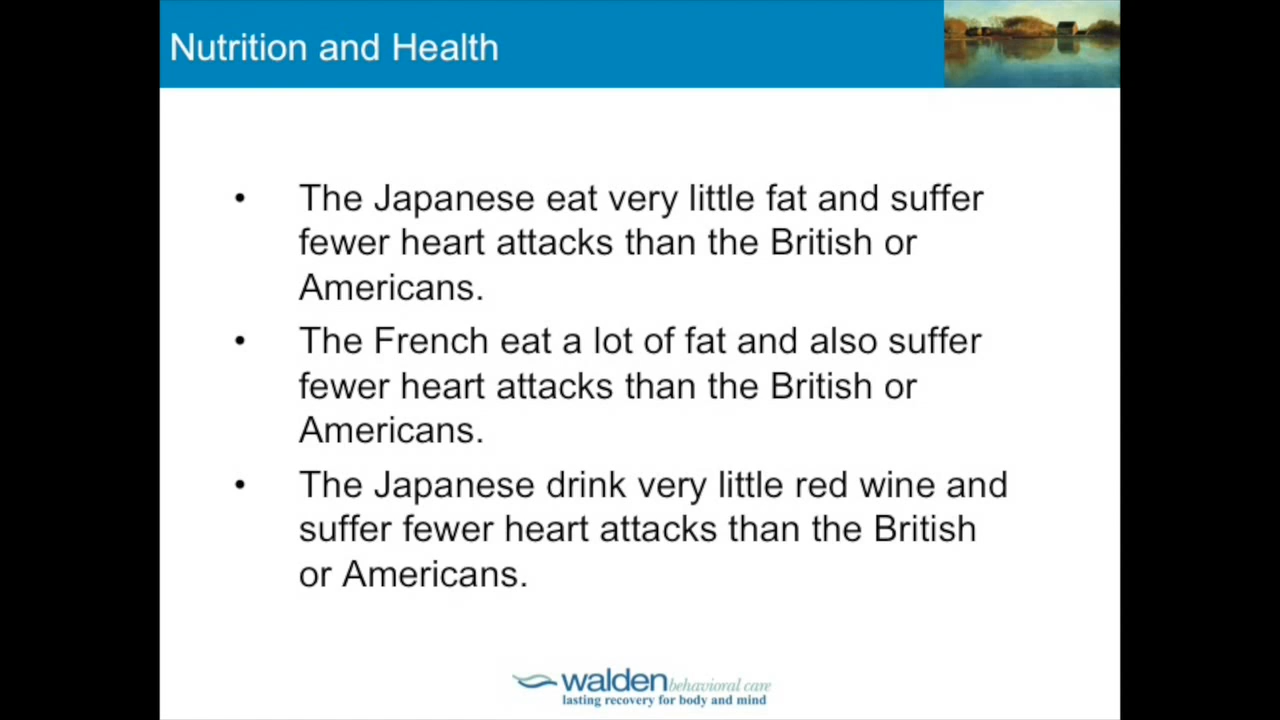 Nutrition and Health
• The Japanese eat very little fat and suffer
fewer heart attacks than the British or
Americans.
• The French eat a lot of fat and also suffer
fewer heart attacks than the British or
Americans.
• The Japanese drink very little red wine and
suffer fewer heart attacks than the British
or Americans.
walden behavioral care
lasting recovery for body and mind